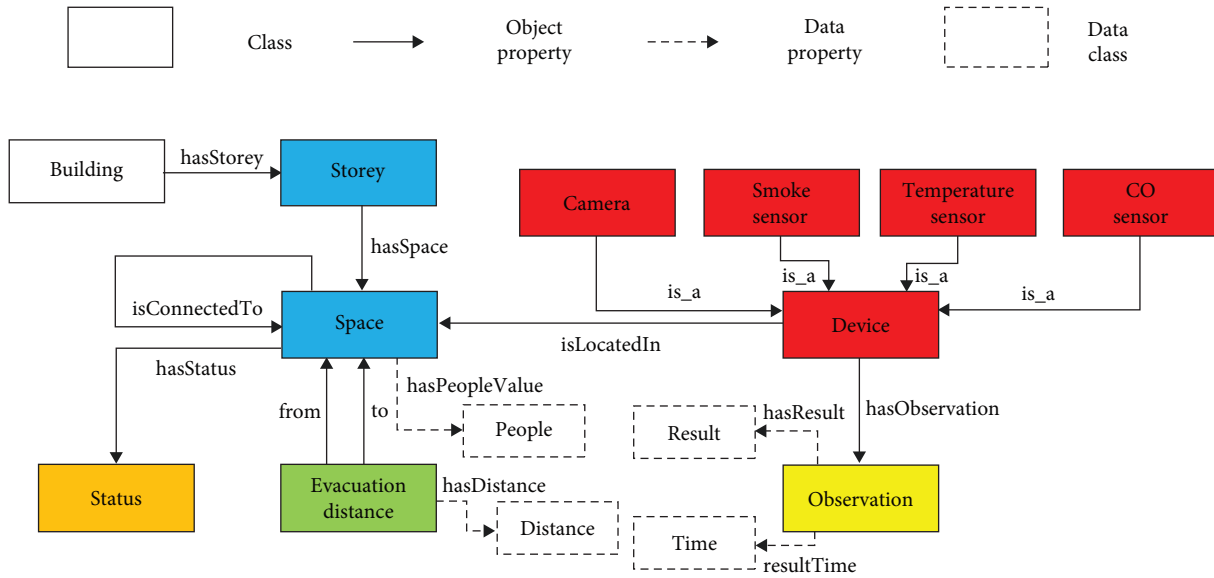 Class
Object
property
Data
property
Data
class
Building
hasStorey
Storey
Camera
Smoke
sensor
Temperature
sensor
CO
sensor
hasSpace
is_a
is_a
is_a
is_a
isConnectedTo
Space
Device
isLocatedIn
hasStatus
from
to
hasPeopleValue
People
hasResult
Result
hasObservation
Status
Evacuation
distance
hasDistance
Distance
Observation
Time
resultTime